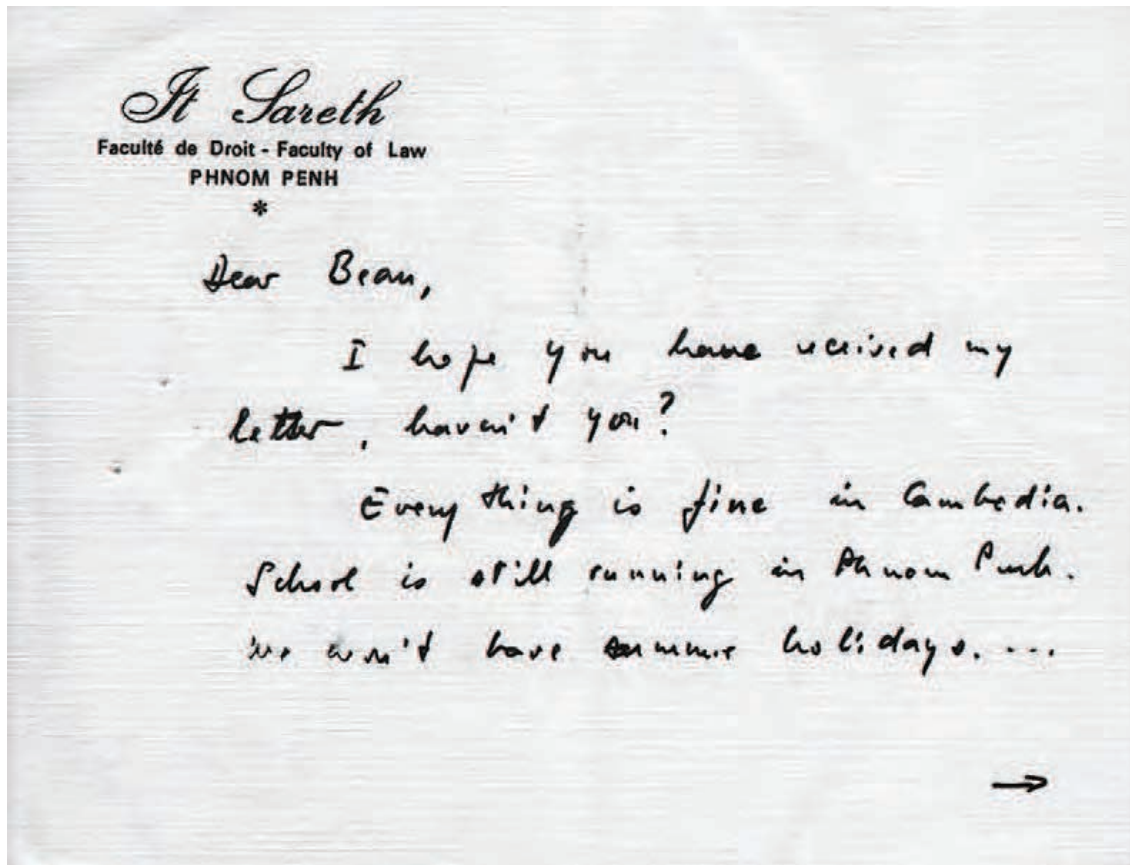 It Sareth
Faculté de Droit - Faculty of Law
PHNOM PENH
*
Dear Bean,
I hope you have received my
letter, haven't you?
Every thing is fine in Cambodia.
School is still running in Phnom Penh.
We won't have summer holidays. ...
→